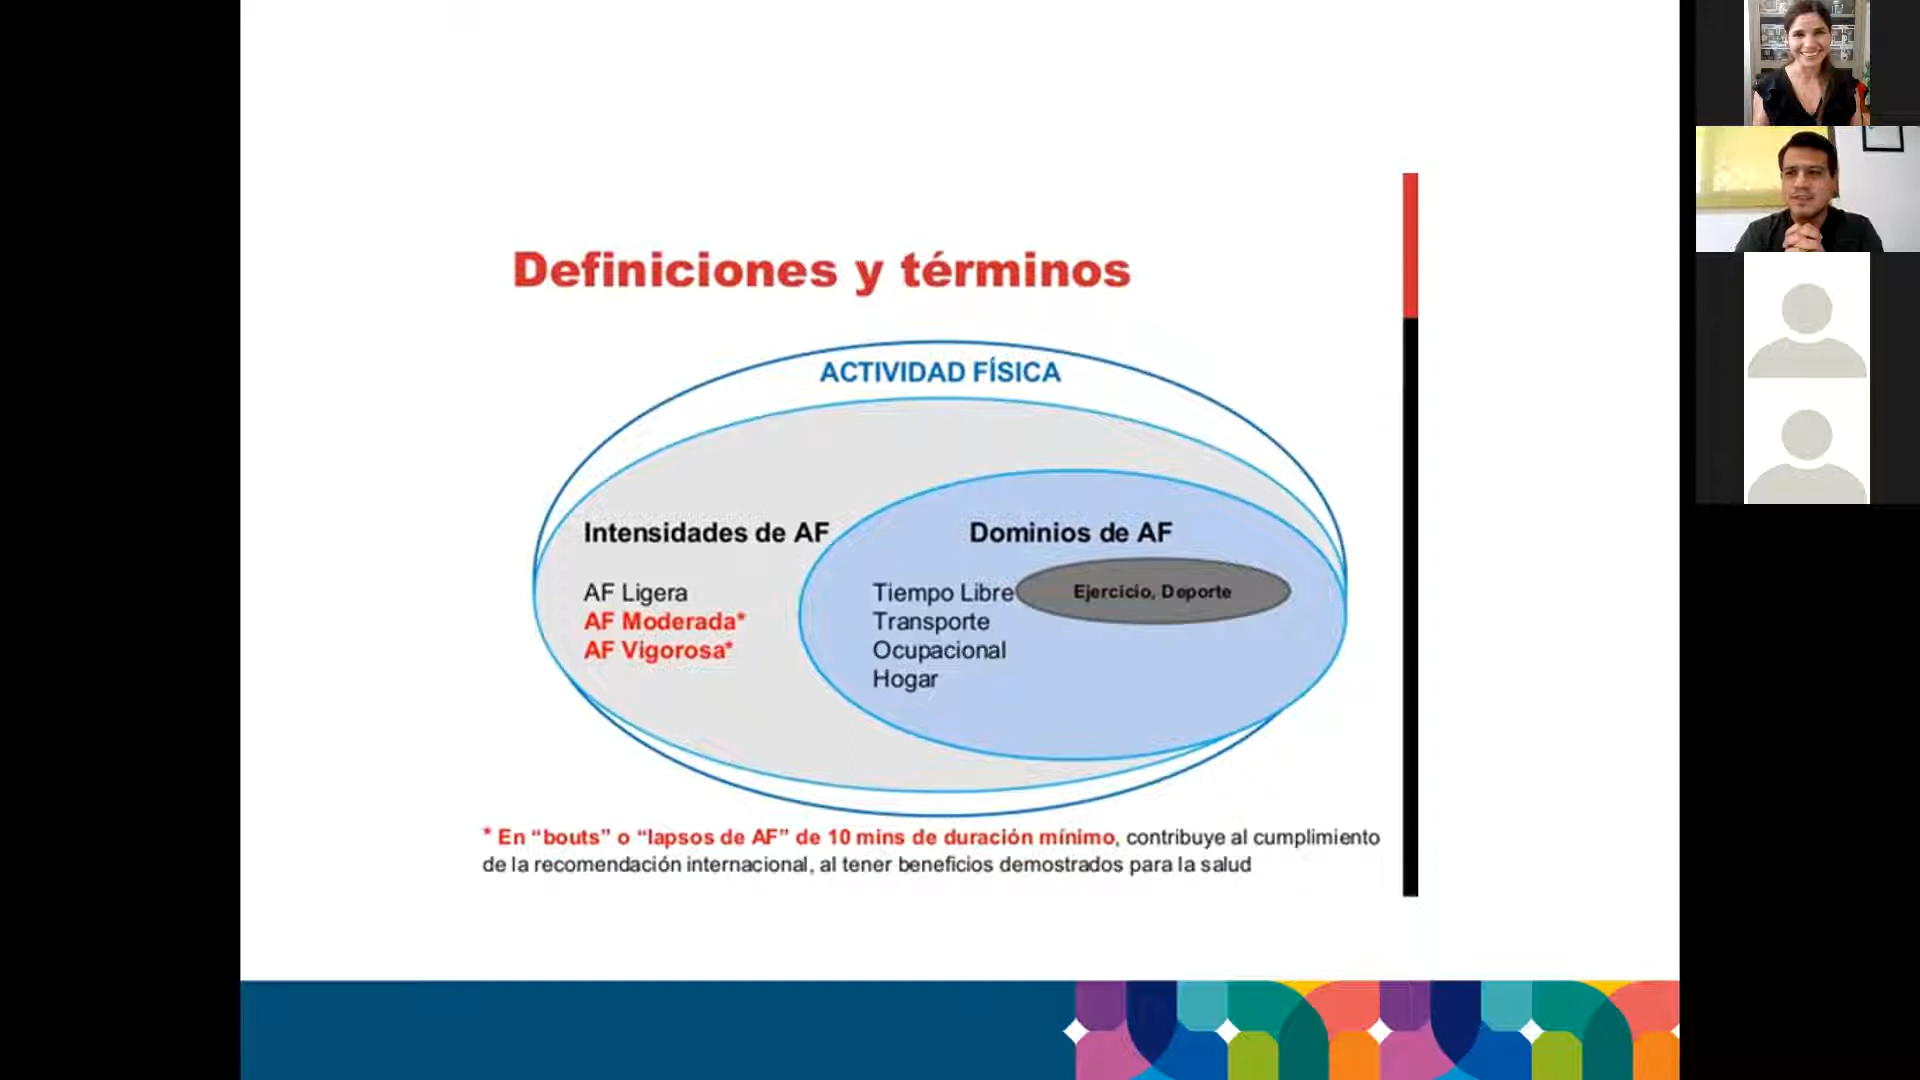 Definiciones y términos
ACTIVIDAD FÍSICA
Intensidades de AF
AF Ligera
AF Moderada*
AF Vigorosa*
Dominios de AF
Tiempo Libre
Transporte
Ocupacional
Hogar
Ejercicio, Deporte
* En “bouts” o “lapsos de AF” de 10 mins de duración mínimo, contribuye al cumplimiento
de la recomendación internacional, al tener beneficios demostrados para la salud